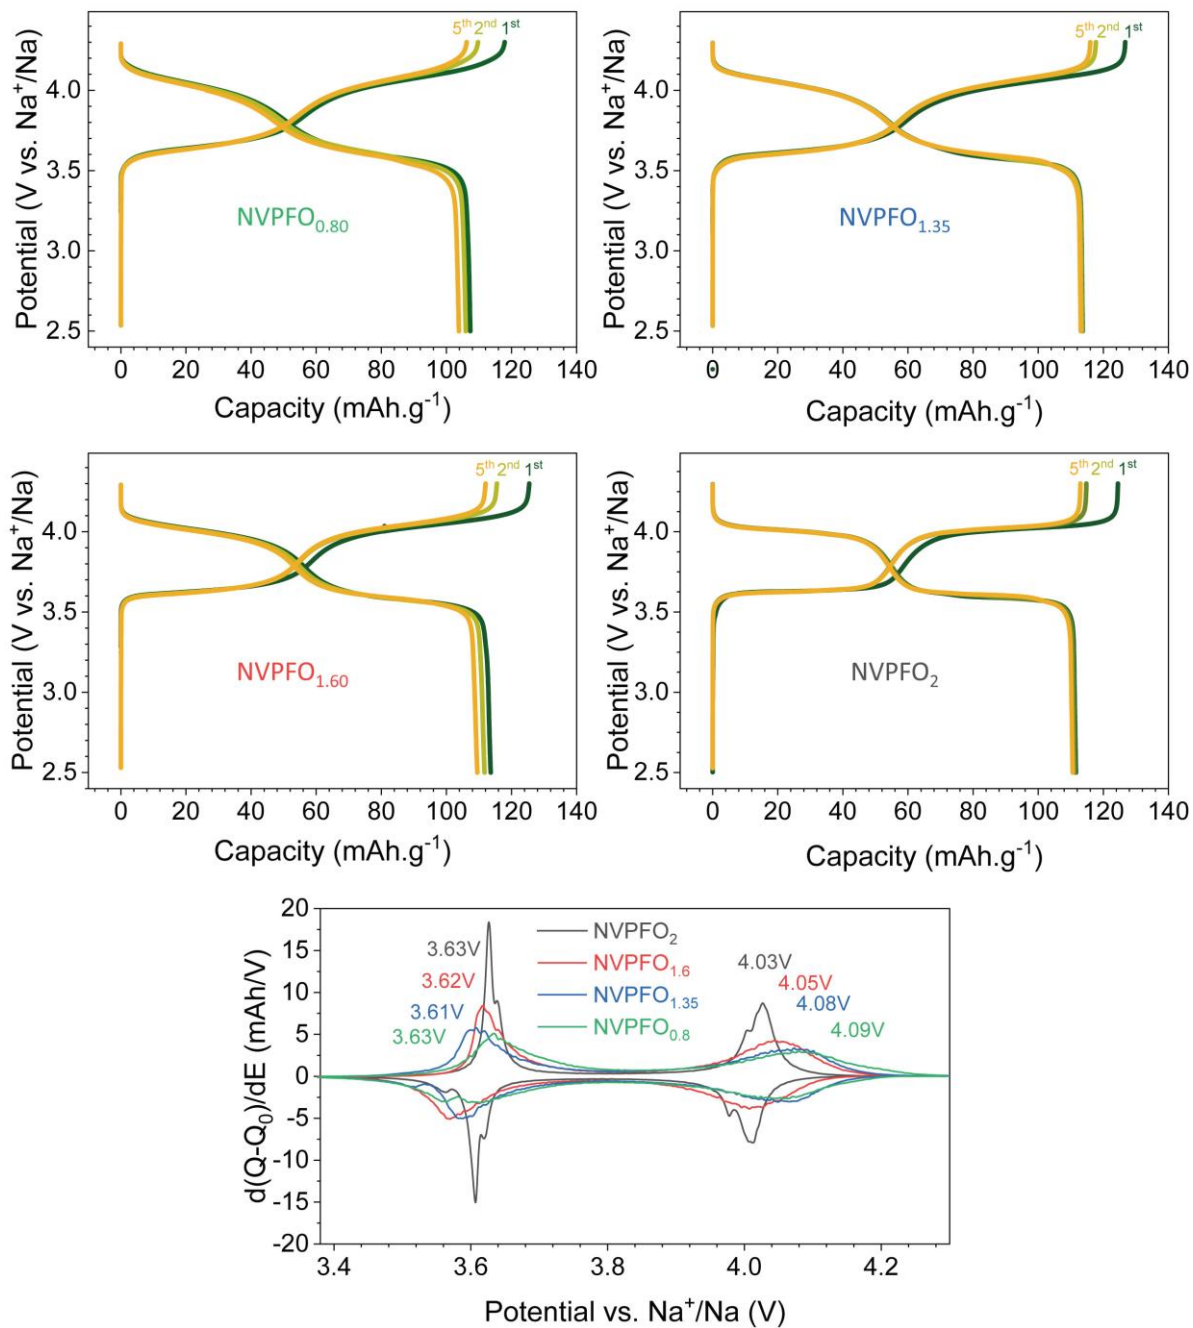 5th 2nd 1st
4.0
3.5
3.0
2.5
Potential (V vs. Na+/Na)
NVPFO0.80
0 20 40 60 80 100 120 140
Capacity (mAh.g-1)
5th 2nd 1st
4.0
3.5
3.0
2.5
Potential (V vs. Na+/Na)
NVPFO1.35
0 20 40 60 80 100 120 140
Capacity (mAh.g-1)
5th 2nd 1st
4.0
3.5
3.0
2.5
Potential (V vs. Na+/Na)
NVPFO1.60
0 20 40 60 80 100 120 140
Capacity (mAh.g-1)
5th 2nd 1st
4.0
3.5
3.0
2.5
Potential (V vs. Na+/Na)
NVPFO2
0 20 40 60 80 100 120 140
Capacity (mAh.g-1)
20
15
10
5
0
-5
-10
-15
-20
d(Q-Q0)/dE (mAh/V)
3.63V
3.62V
3.61V
3.63V
NVPFO2
NVPFO1.6
NVPFO1.35
NVPFO0.8
4.03V
4.05V
4.08V
4.09V
3.4 3.6 3.8 4.0 4.2
Potential vs. Na+/Na (V)